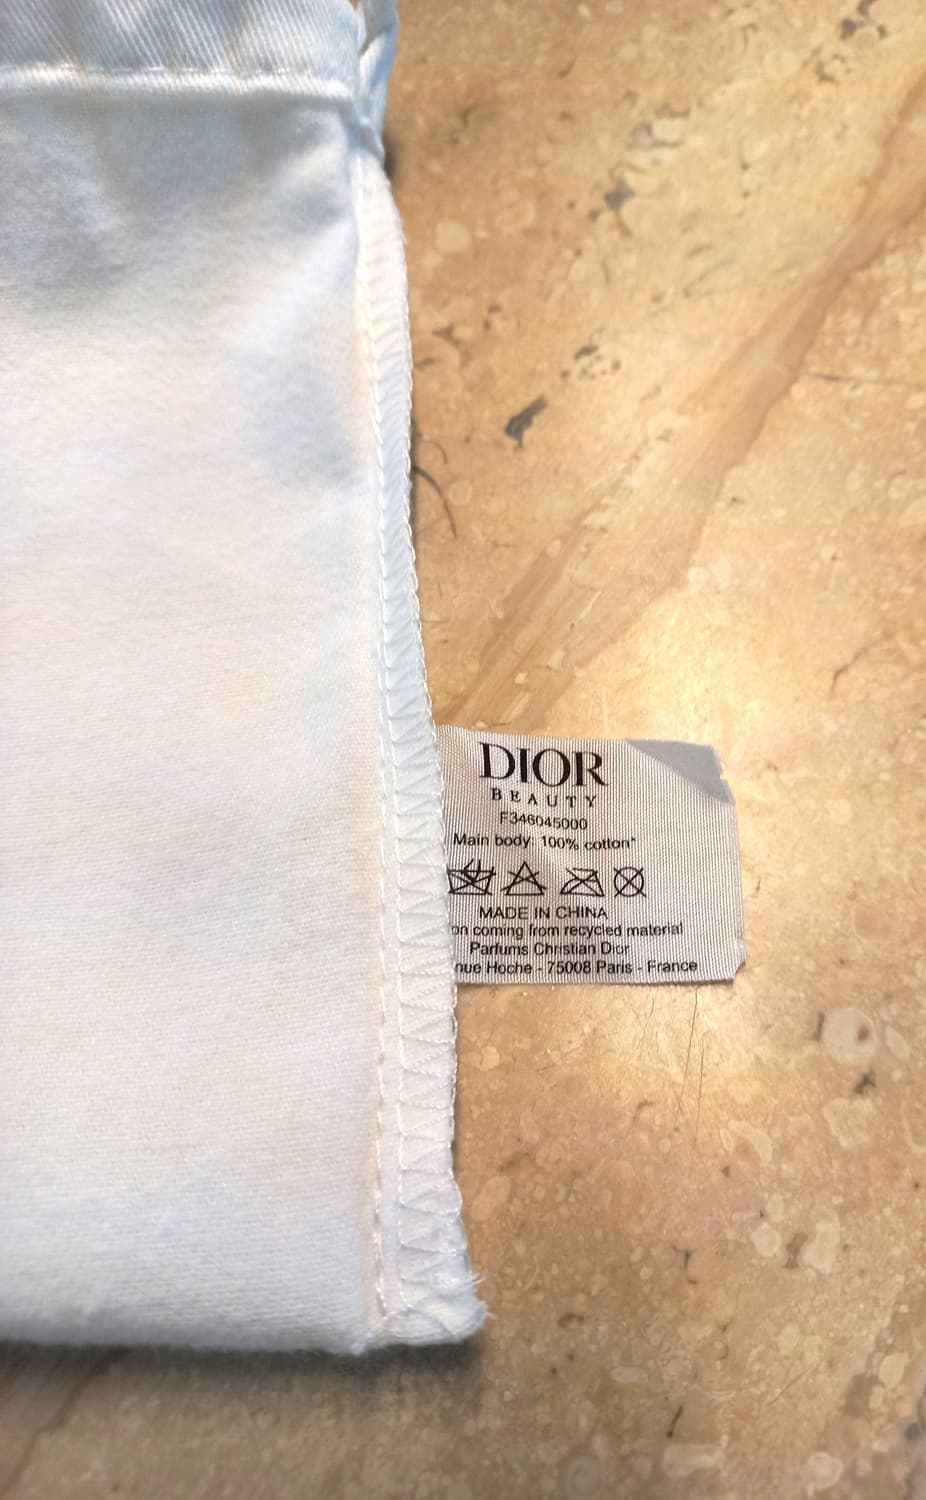 DIOR
BEAUTY
F346045000
Main body: 100% cotton*
MADE IN CHINA
on coming from recycled material
Parfums Christian Dior
nue Hoche - 75008 Paris - France